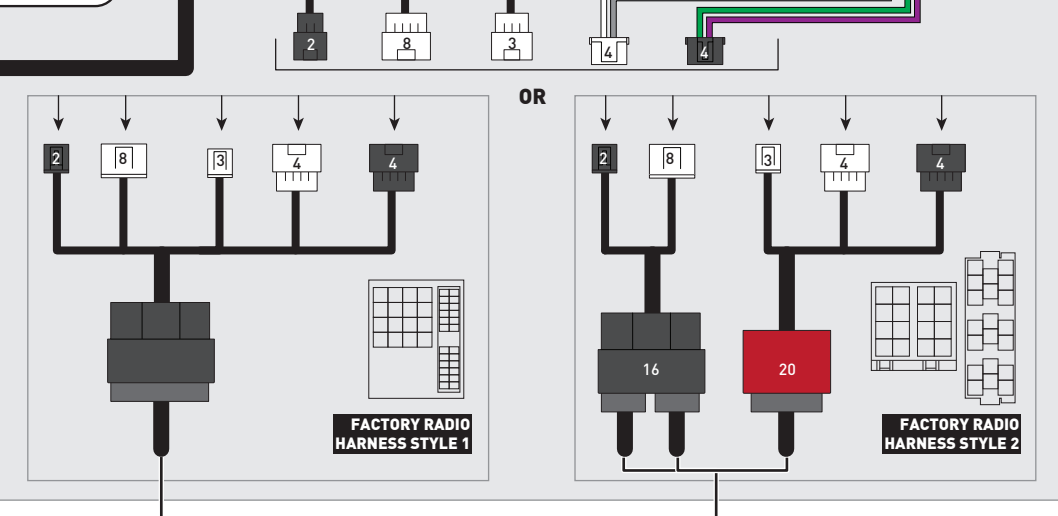 2 8 3 4 4
OR
2 8 3 4 4
2 8 3 4 4
16 20
FACTORY RADIO
HARNESS STYLE 1
FACTORY RADIO
HARNESS STYLE 2